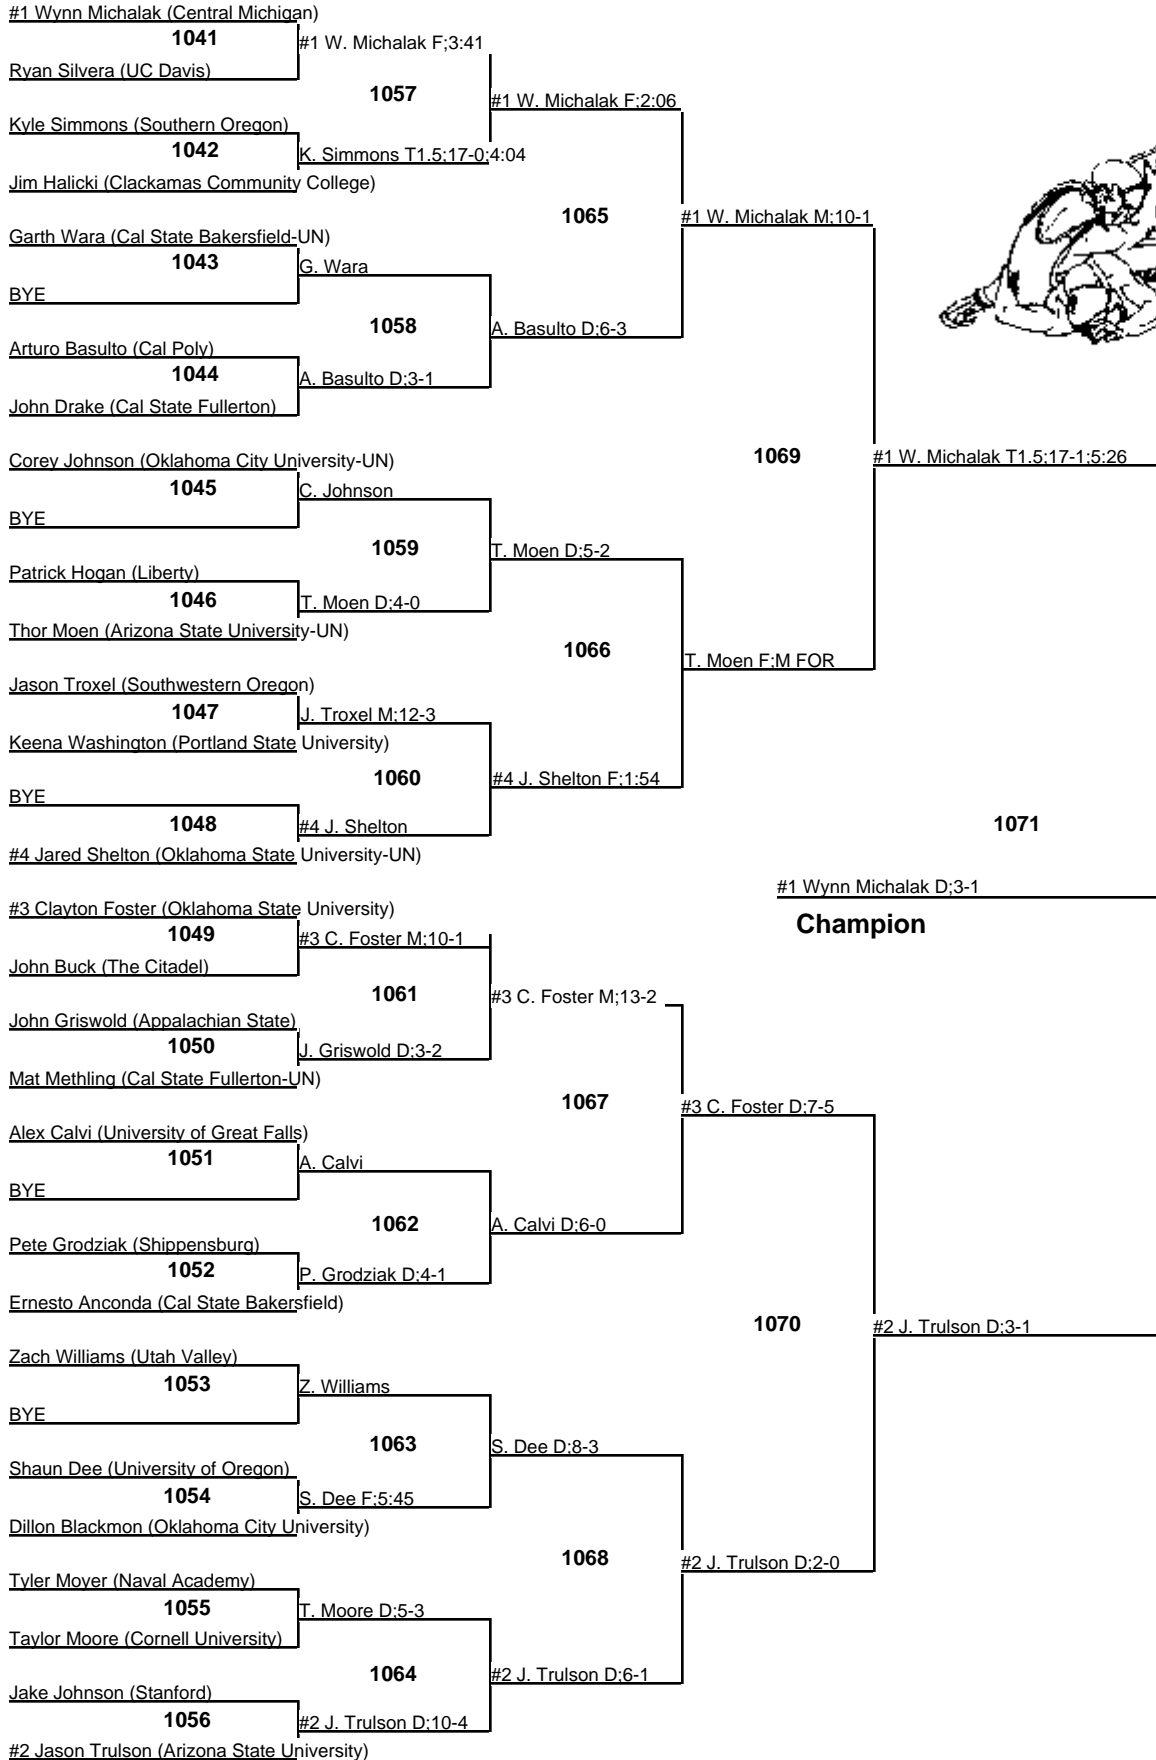 #1 Wynn Michalak (Central Michigan)
1041
#1 W. Michalak F;3:41
Ryan Silvera (UC Davis)
1057
#1 W. Michalak F;2:06
Kyle Simmons (Southern Oregon)
1042
K. Simmons T1.5;17-0;4:04
Jim Halicki (Clackamas Community College)
1065
#1 W. Michalak M;10-1
Garth Wara (Cal State Bakersfield-UN)
1043
G. Wara
BYE
1058
A. Basulto D;6-3
Arturo Basulto (Cal Poly)
1044
A. Basulto D;3-1
John Drake (Cal State Fullerton)
1069
#1 W. Michalak T1.5;17-1;5:26
Corey Johnson (Oklahoma City University-UN)
1045
C. Johnson
BYE
1059
T. Moen D;5-2
Patrick Hogan (Liberty)
1046
T. Moen D;4-0
Thor Moen (Arizona State University-UN)
1066
T. Moen F;M FOR
Jason Troxel (Southwestern Oregon)
1047
J. Troxel M;12-3
Keena Washington (Portland State University)
1060
#4 J. Shelton F;1:54
BYE
1048
#4 J. Shelton
#4 Jared Shelton (Oklahoma State University-UN)
1071
#1 Wynn Michalak D;3-1
Champion
#3 Clayton Foster (Oklahoma State University)
1049
#3 C. Foster M;10-1
John Buck (The Citadel)
1061
#3 C. Foster M;13-2
John Griswold (Appalachian State)
1050
J. Griswold D;3-2
Mat Methling (Cal State Fullerton-UN)
1067
#3 C. Foster D;7-5
Alex Calvi (University of Great Falls)
1051
A. Calvi
BYE
1062
A. Calvi D;6-0
Pete Grodziak (Shippensburg)
1052
P. Grodziak D;4-1
Ernesto Anconda (Cal State Bakersfield)
1070
#2 J. Trulson D;3-1
Zach Williams (Utah Valley)
1053
Z. Williams
BYE
1063
S. Dee D;8-3
Shaun Dee (University of Oregon)
1054
S. Dee F;5:45
Dillon Blackmon (Oklahoma City University)
1068
#2 J. Trulson D;2-0
Tyler Moyer (Naval Academy)
1055
T. Moore D;5-3
Taylor Moore (Cornell University)
1064
#2 J. Trulson D;6-1
Jake Johnson (Stanford)
1056
#2 J. Trulson D;10-4
#2 Jason Trulson (Arizona State University)